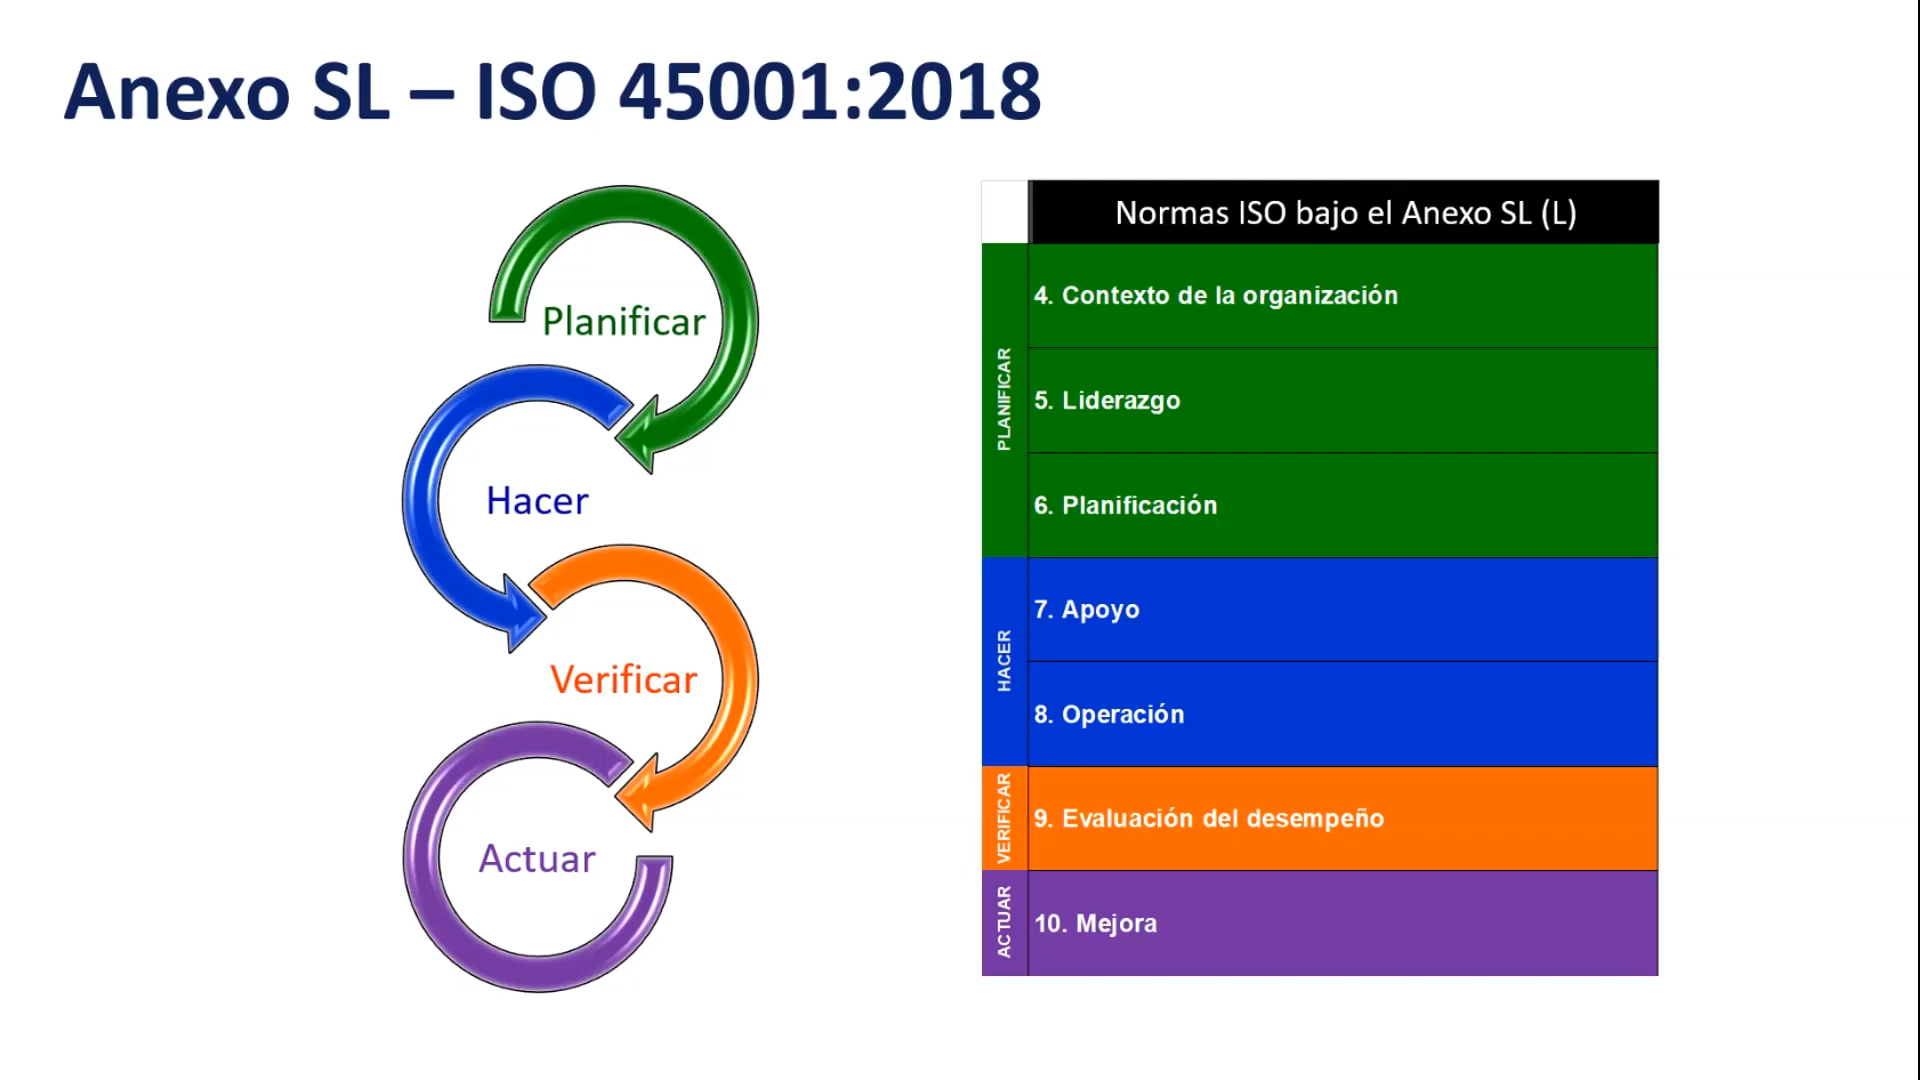 Anexo SL – ISO 45001:2018
Planificar
Hacer
Verificar
Actuar
Normas ISO bajo el Anexo SL (L)
PLANIFICAR
4. Contexto de la organización
5. Liderazgo
6. Planificación
HACER
7. Apoyo
8. Operación
VERIFICAR
9. Evaluación del desempeño
ACTUAR
10. Mejora